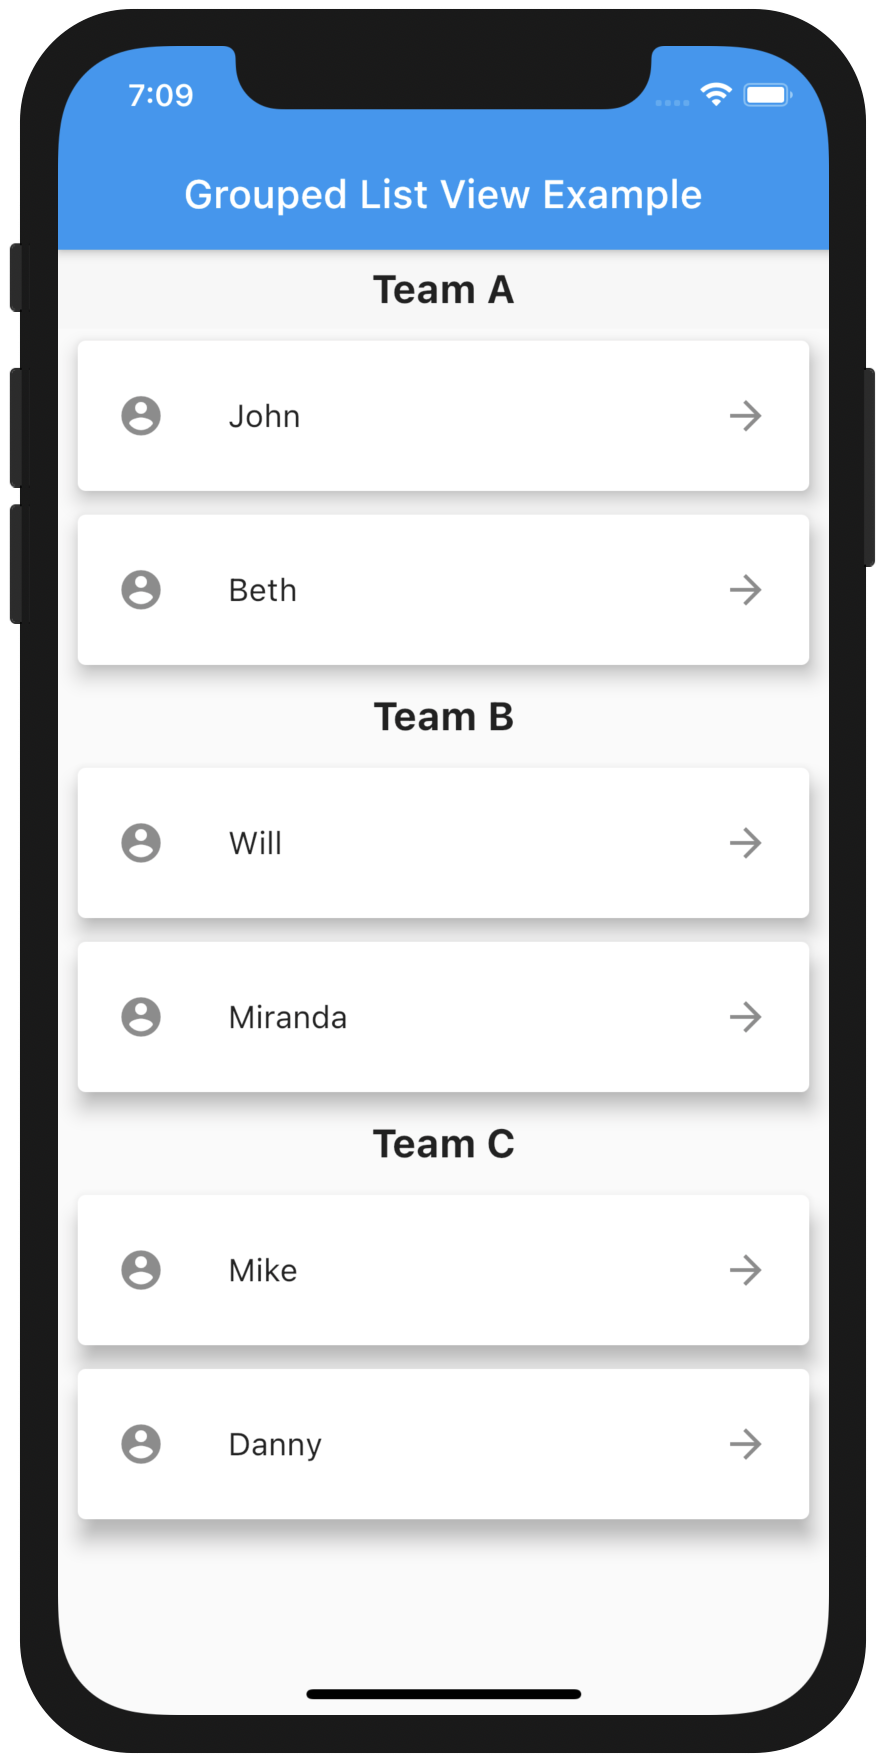 7:09
Grouped List View Example
Team A
John
Beth
Team B
Will
Miranda
Team C
Mike
Danny